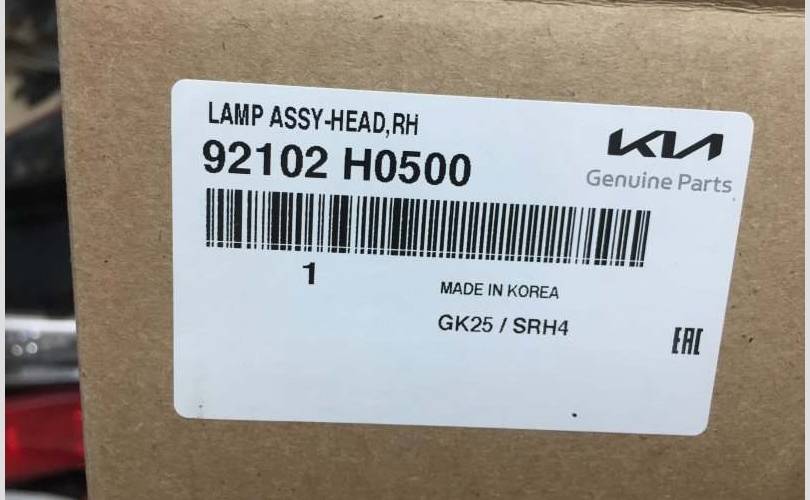 LAMP ASSY-HEAD,RH
92102 H0500
KIA
Genuine Parts
1
MADE IN KOREA
GK25 / SRH4
EAC